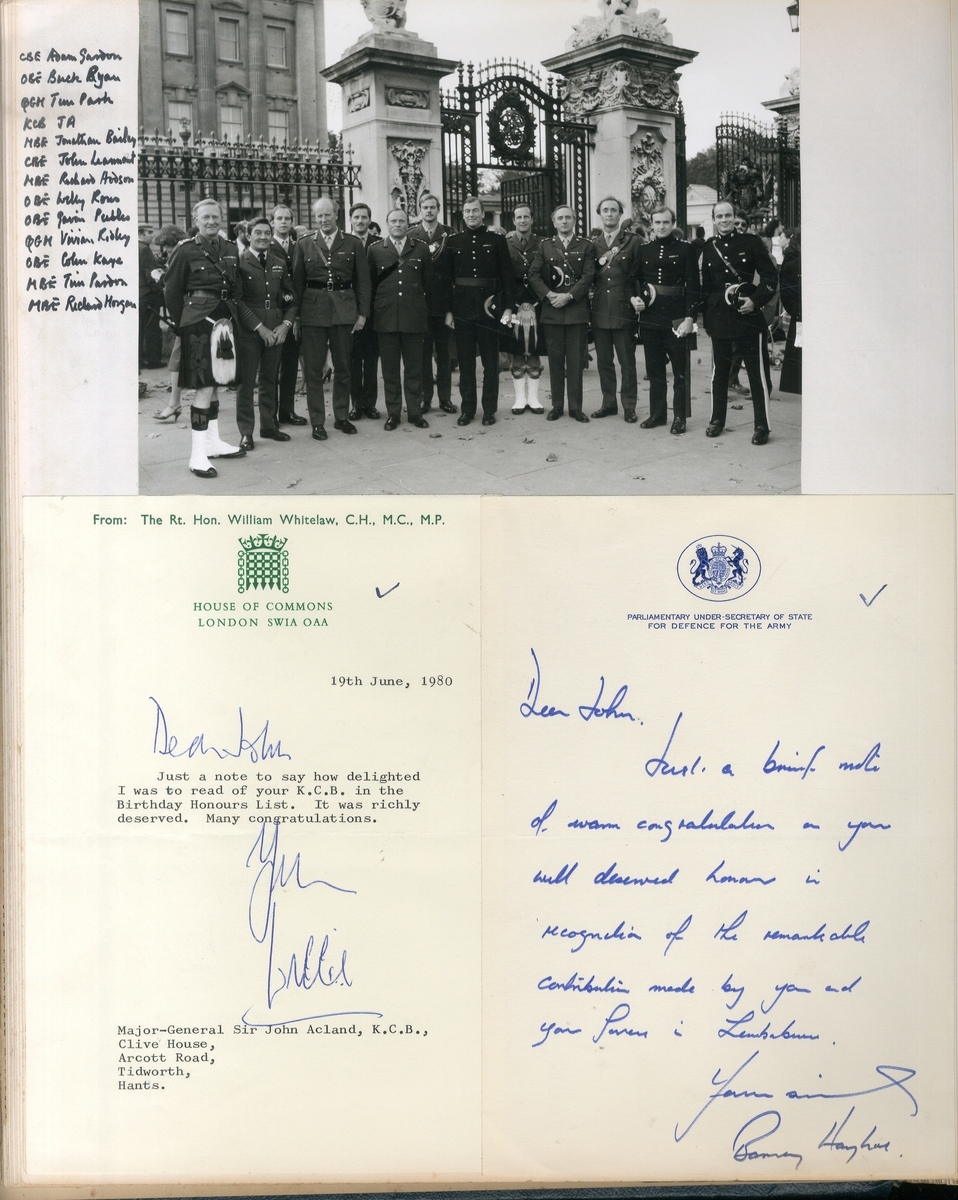 CBE Adam Gurdon
OBE Buck Ryan
QGM Tim Park
KCB JA
MBE Jonathan Bailey
CBE John Learmont
MBE Richard Hodson
OBE Rous
OBE Gavin Peebles
QGM Vivian Ridley
OBE Colin Kaye
MBE Tim Purdon
MBE Richard Morgan
From: The Rt. Hon. William Whitelaw, C.H., M.C., M.P.
HOUSE OF COMMONS
LONDON SW1A OAA
19th June, 1980
Dear John
Just a note to say how delighted
I was to read of your K.C.B. in the
Birthday Honours List. It was richly
deserved. Many congratulations.
Yrs
Willie
Major-General Sir John Acland, K.C.B.,
Clive House,
Arcott Road,
Tidworth,
Hants.
PARLIAMENTARY UNDER-SECRETARY OF STATE
FOR DEFENCE FOR THE ARMY
Dear John.
Just a brief note
of warm congratulation on your
well deserved honour in
recognition of the remarkable
contribution made by you and
your forces in
Yours
Barney Hayhoe.